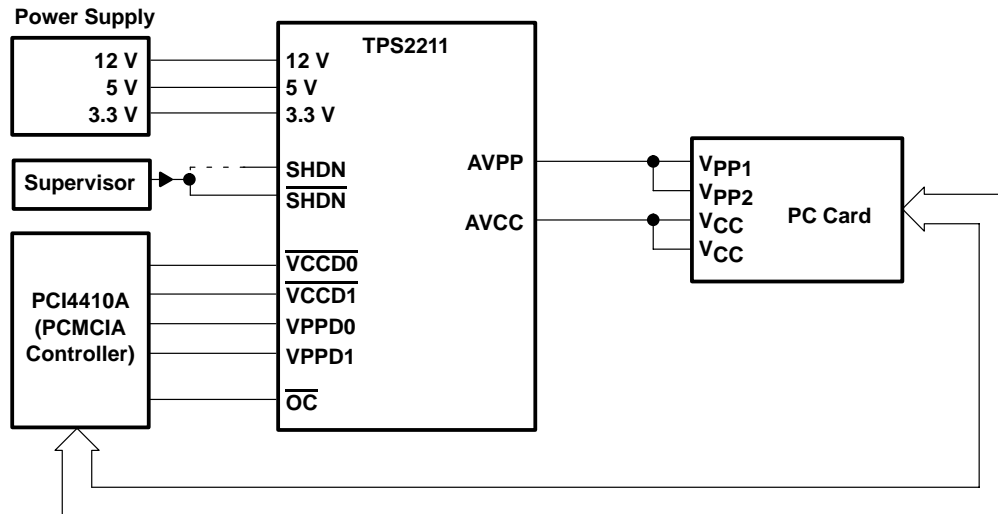 Power Supply
12 V
5 V
3.3 V
Supervisor
PCI4410A
(PCMCIA
Controller)
TPS2211
12 V
5 V
3.3 V
SHDN
SHDN
VCCD0
VCCD1
VPPD0
VPPD1
OC
AVPP
AVCC
VPP1
VPP2
VCC
VCC
PC Card